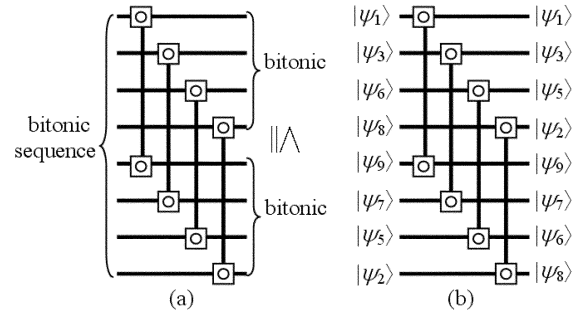 bitonic
sequence
bitonic
‖∧
bitonic
(a)
|ψ₁⟩ |ψ₁⟩
|ψ₃⟩ |ψ₃⟩
|ψ₆⟩ |ψ₅⟩
|ψ₈⟩ |ψ₂⟩
|ψ₉⟩ |ψ₉⟩
|ψ₇⟩ |ψ₇⟩
|ψ₅⟩ |ψ₆⟩
|ψ₂⟩ |ψ₈⟩
(b)